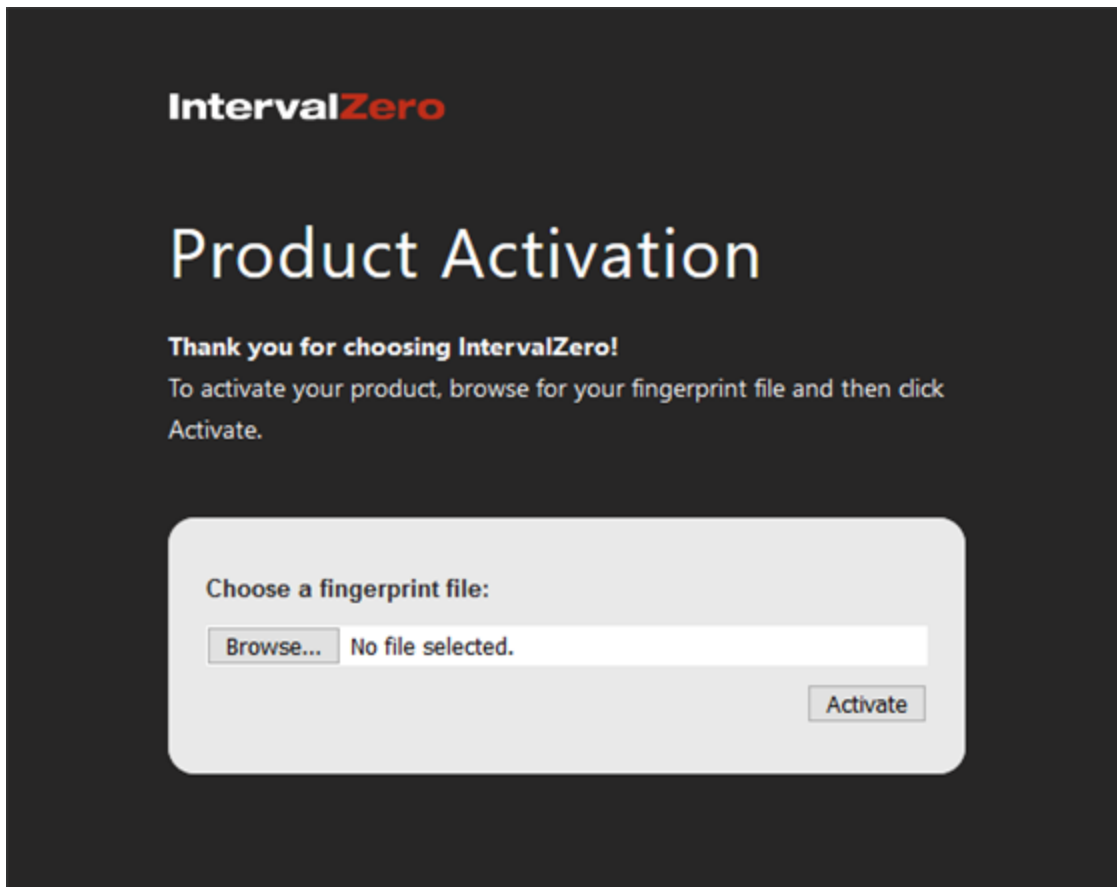 IntervalZero
Product Activation
Thank you for choosing IntervalZero!
To activate your product, browse for your fingerprint file and then click
Activate.
Choose a fingerprint file:
Browse... No file selected.
Activate